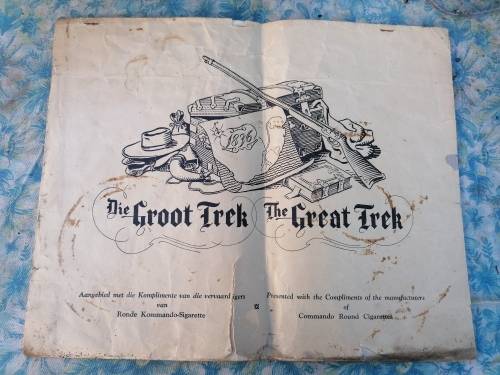 1836
Die Groot Trek
The Great Trek
Aangebied met die Komplimente van die vervaardigers
van
Ronde Kommando-Sigarette
Presented with the Compliments of the manufacturers
of
Commando Round Cigarettes